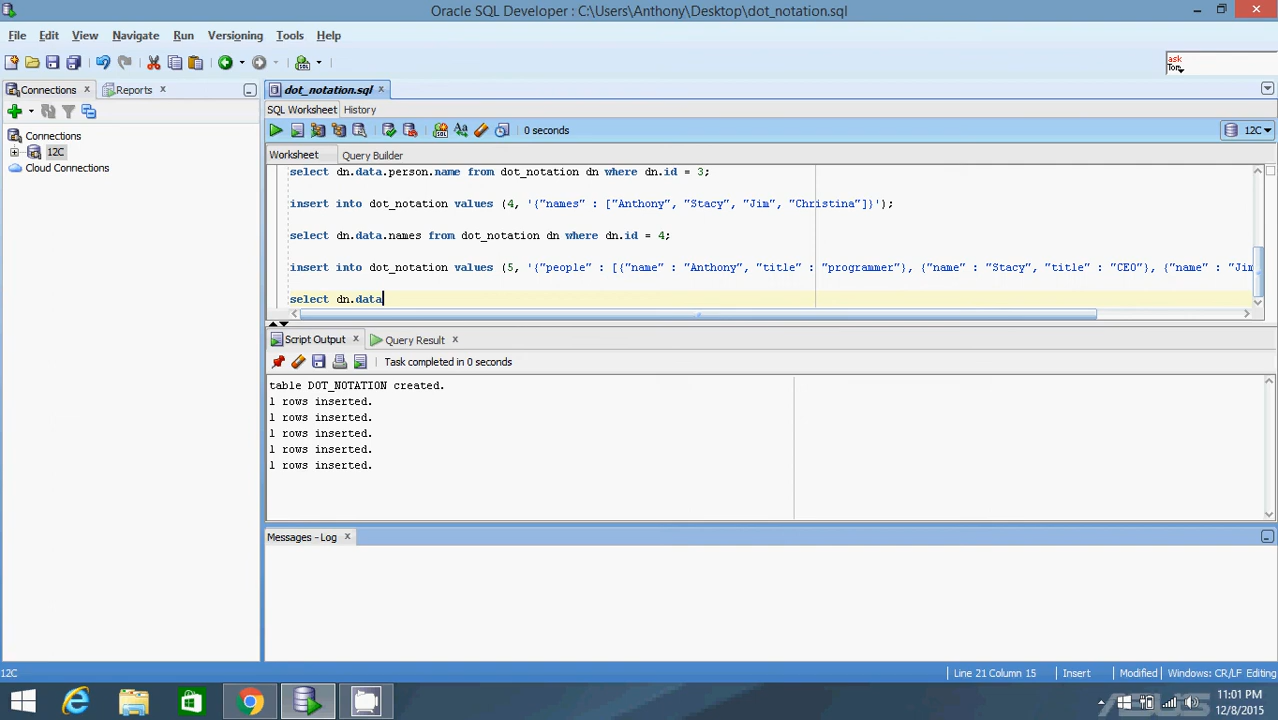 Oracle SQL Developer : C:\Users\Anthony\Desktop\dot_notation.sql
File Edit View Navigate Run Versioning Tools Help
ask
Tom
Connections Reports dot_notation.sql
SQL Worksheet History
0 seconds 12C
Connections
12C
Cloud Connections
Worksheet Query Builder
select dn.data.person.name from dot_notation dn where dn.id = 3;
insert into dot_notation values (4, '{"names" : ["Anthony", "Stacy", "Jim", "Christina"]}');
select dn.data.names from dot_notation dn where dn.id = 4;
insert into dot_notation values (5, '{"people" : [{"name" : "Anthony", "title" : "programmer"}, {"name" : "Stacy", "title" : "CEO"}, {"name" : "Jim
select dn.data
Script Output Query Result
Task completed in 0 seconds
table DOT_NOTATION created.
1 rows inserted.
1 rows inserted.
1 rows inserted.
1 rows inserted.
1 rows inserted.
Messages - Log
12C Line 21 Column 15 Insert Modified Windows: CR/LF Editing
ASUS
11:01 PM
12/8/2015